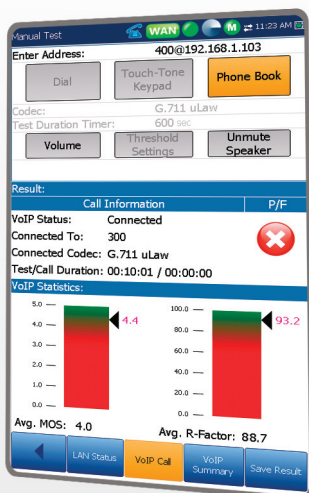 Manual Test WAN M 11:23 AM
Enter Address: 400@192.168.1.103
Dial Touch-Tone Keypad Phone Book
Codec: G.711 uLaw
Test Duration Timer: 600 sec
Volume Threshold Settings Unmute Speaker
Result:
Call Information P/F
VoIP Status: Connected
Connected To: 300
Connected Codec: G.711 uLaw
Test/Call Duration: 00:10:01 / 00:00:00
VoIP Statistics:
5.0 100.0
4.4 93.2
4.0 80.0
3.0 60.0
2.0 40.0
1.0 20.0
0.0 0.0
Avg. MOS: 4.0 Avg. R-Factor: 88.7
LAN Status VoIP Call VoIP Summary Save Result